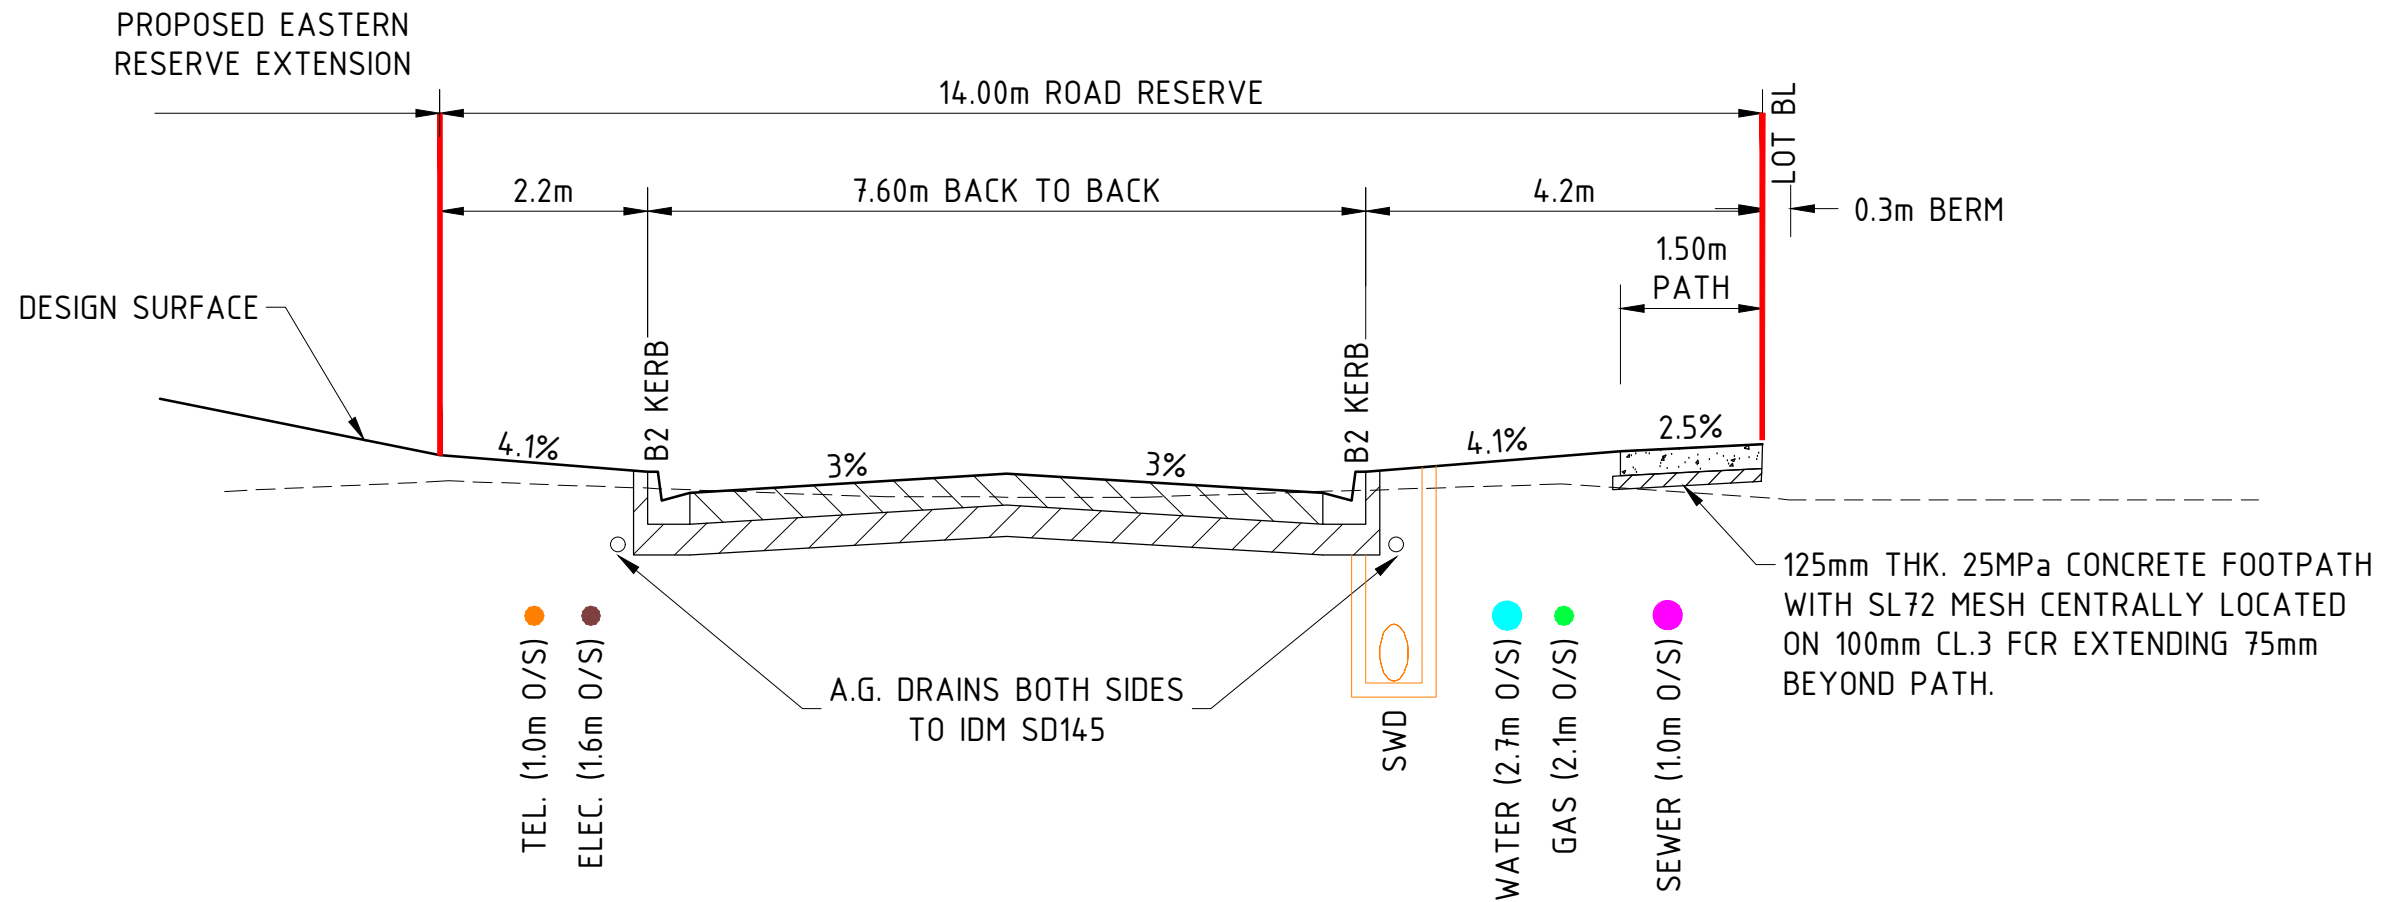 PROPOSED EASTERN
RESERVE EXTENSION
14.00m ROAD RESERVE
LOT BL
2.2m
7.60m BACK TO BACK
4.2m
0.3m BERM
1.50m
PATH
DESIGN SURFACE
B2 KERB
B2 KERB
4.1%
3%
3%
4.1%
2.5%
125mm THK. 25MPa CONCRETE FOOTPATH
WITH SL72 MESH CENTRALLY LOCATED
ON 100mm CL.3 FCR EXTENDING 75mm
BEYOND PATH.
TEL. (1.0m O/S)
ELEC. (1.6m O/S)
A.G. DRAINS BOTH SIDES
TO IDM SD145
SWD
WATER (2.7m O/S)
GAS (2.1m O/S)
SEWER (1.0m O/S)